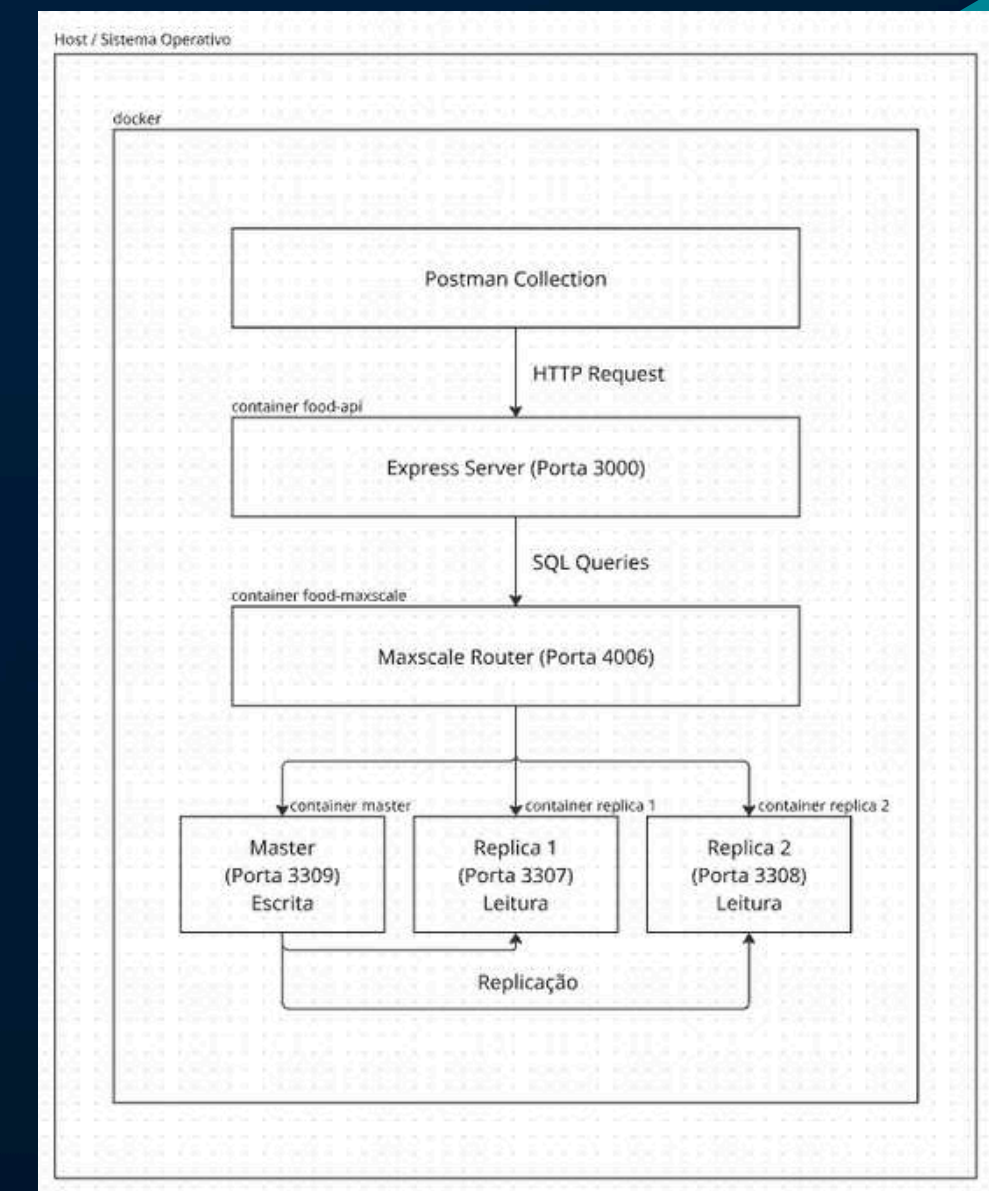 Host / Sistema Operativo
docker
Postman Collection
HTTP Request
container food-api
Express Server (Porta 3000)
SQL Queries
container food-maxscale
Maxscale Router (Porta 4006)
container master
container replica 1
container replica 2
Master
(Porta 3309)
Escrita
Replica 1
(Porta 3307)
Leitura
Replica 2
(Porta 3308)
Leitura
Replicação